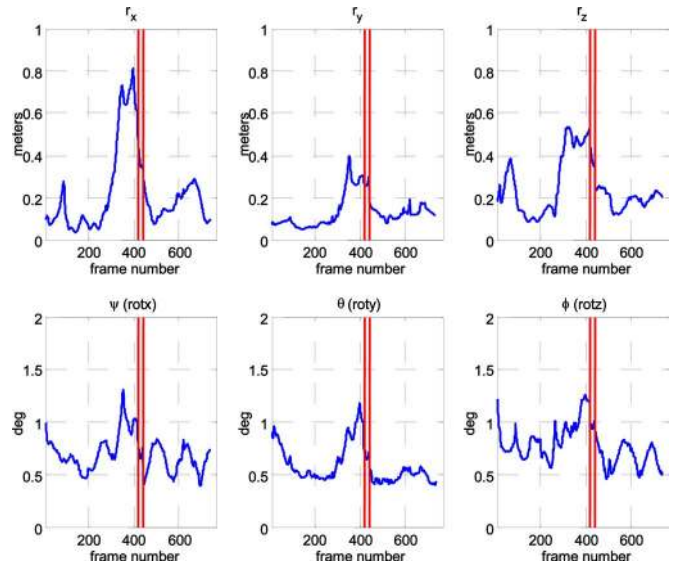 r_x r_y r_z
1 1 1
0.8 0.8 0.8
0.6 0.6 0.6
meters meters meters
0.4 0.4 0.4
0.2 0.2 0.2
0 0 0
200 400 600 200 400 600 200 400 600
frame number frame number frame number
ψ (rotx) θ (roty) ϕ (rotz)
2 2 2
1.5 1.5 1.5
deg deg deg
1 1 1
0.5 0.5 0.5
0 0 0
200 400 600 200 400 600 200 400 600
frame number frame number frame number